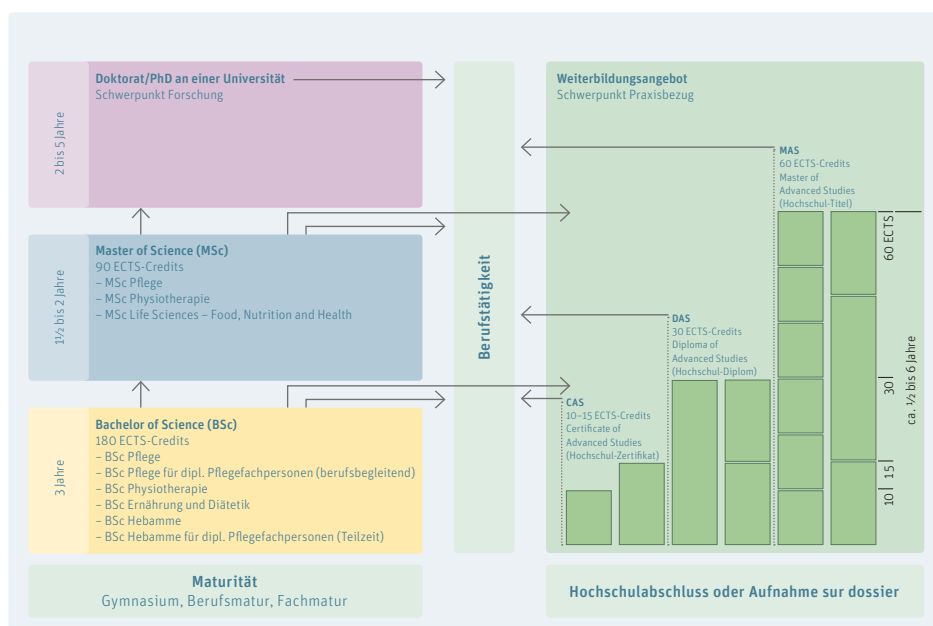 Doktorat/PhD an einer Universität
Schwerpunkt Forschung
2 bis 5 Jahre
Master of Science (MSc)
90 ECTS-Credits
– MSc Pflege
– MSc Physiotherapie
– MSc Life Sciences – Food, Nutrition and Health
1½ bis 2 Jahre
Bachelor of Science (BSc)
180 ECTS-Credits
– BSc Pflege
– BSc Pflege für dipl. Pflegefachpersonen (berufsbegleitend)
– BSc Physiotherapie
– BSc Ernährung und Diätetik
– BSc Hebamme
– BSc Hebamme für dipl. Pflegefachpersonen (Teilzeit)
3 Jahre
Maturität
Gymnasium, Berufsmatur, Fachmatur
Berufstätigkeit
Weiterbildungsangebot
Schwerpunkt Praxisbezug
MAS
60 ECTS-Credits
Master of
Advanced Studies
(Hochschul-Titel)
DAS
30 ECTS-Credits
Diploma of
Advanced Studies
(Hochschul-Diplom)
CAS
10–15 ECTS-Credits
Certificate of
Advanced Studies
(Hochschul-Zertifikat)
60 ECTS
30
15
10
ca. ½ bis 6 Jahre
Hochschulabschluss oder Aufnahme sur dossier